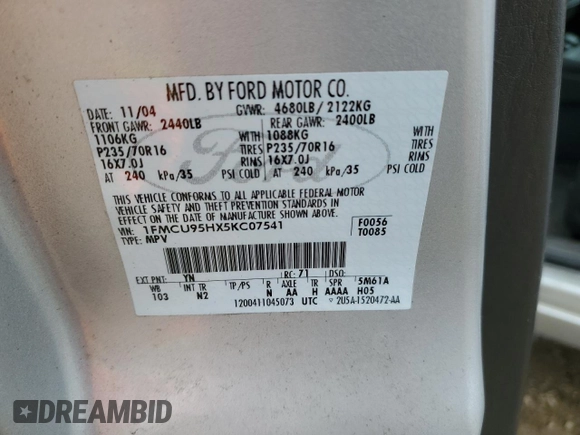 MFD. BY FORD MOTOR CO.
DATE: 11/04 GVWR: 4680LB/2122KG
FRONT GAWR: 2440LB REAR GAWR: 2400LB
1106KG WITH 1088KG WITH
P235/70R16 TIRES P235/70R16 TIRES
16X7.0J RIMS 16X7.0J RIMS
AT 240 kPa/35 PSI COLD AT 240 kPa/35 PSI COLD
THIS VEHICLE CONFORMS TO ALL APPLICABLE FEDERAL MOTOR
VEHICLE SAFETY AND THEFT PREVENTION STANDARDS IN
EFFECT ON THE DATE OF MANUFACTURE SHOWN ABOVE.
VIN: 1FMCU95HX5KC07541
TYPE: MPV
F0056
T0085
EXT PNT: YN RC: 71 DSO:
WB INT TR TP/PS R AXLE TR SPR 5M61A
103 N2 N AA H AAAA H05
1200411045073 UTC 2U5A-1520472-AA
Ford
DREAMBID